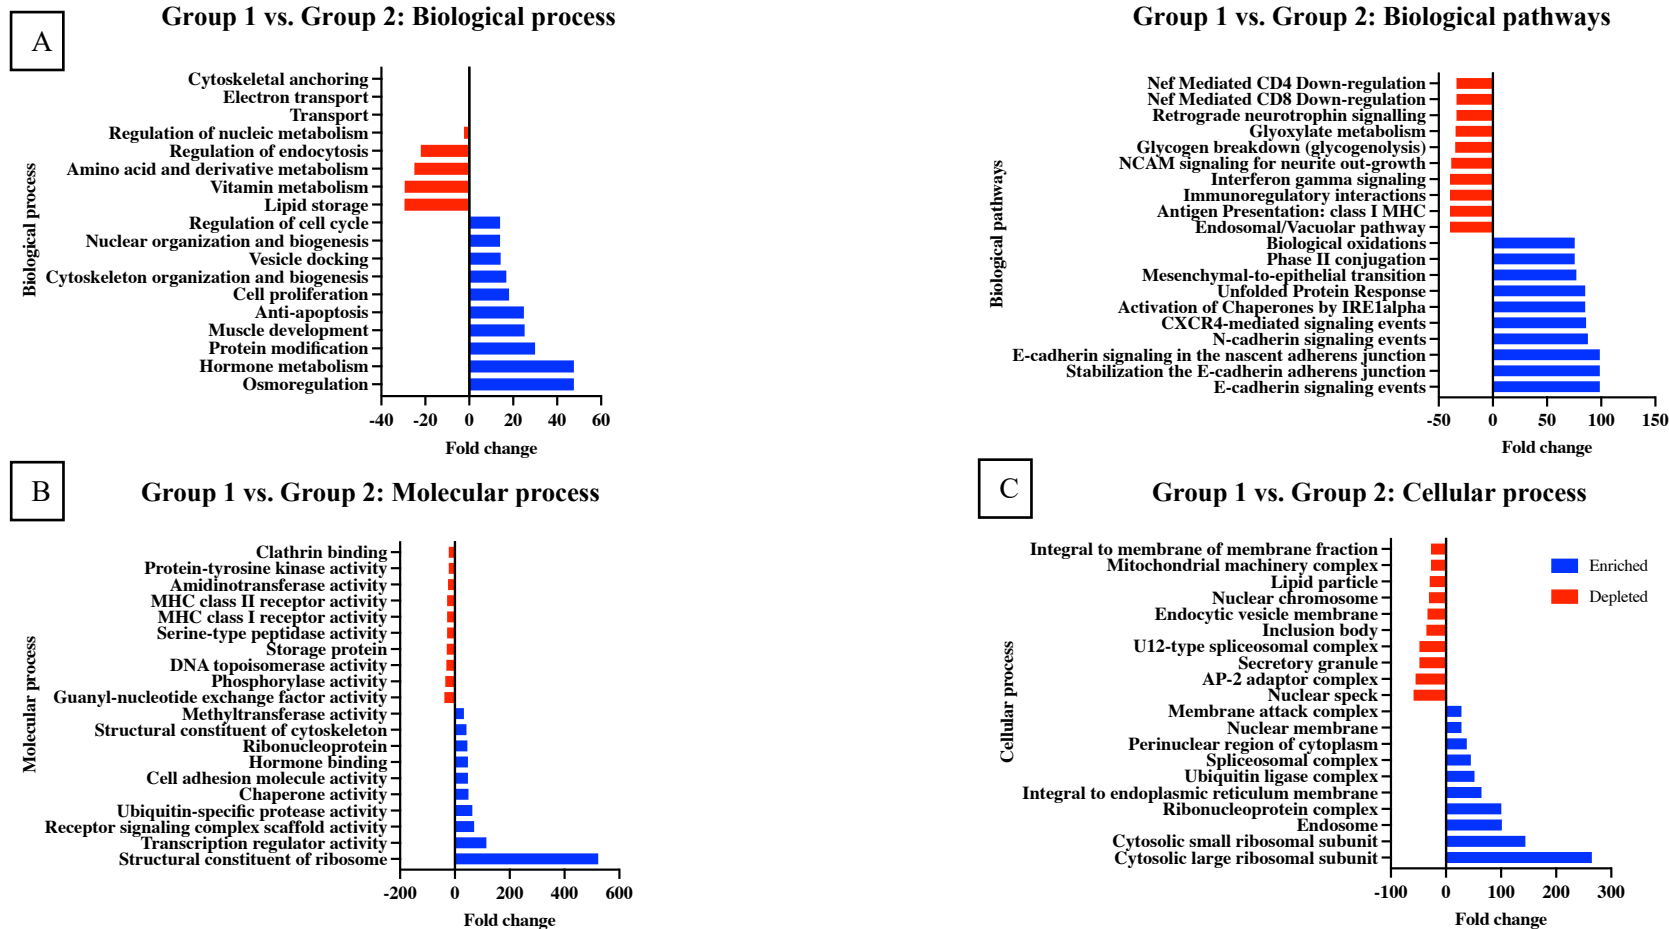 A
Group 1 vs. Group 2: Biological process
Biological process
Cytoskeletal anchoring
Electron transport
Transport
Regulation of nucleic metabolism
Regulation of endocytosis
Amino acid and derivative metabolism
Vitamin metabolism
Lipid storage
Regulation of cell cycle
Nuclear organization and biogenesis
Vesicle docking
Cytoskeleton organization and biogenesis
Cell proliferation
Anti-apoptosis
Muscle development
Protein modification
Hormone metabolism
Osmoregulation
-40 -20 0 20 40 60
Fold change
Group 1 vs. Group 2: Biological pathways
Biological pathways
Nef Mediated CD4 Down-regulation
Nef Mediated CD8 Down-regulation
Retrograde neurotrophin signalling
Glyoxylate metabolism
Glycogen breakdown (glycogenolysis)
NCAM signaling for neurite out-growth
Interferon gamma signaling
Immunoregulatory interactions
Antigen Presentation: class I MHC
Endosomal/Vacuolar pathway
Biological oxidations
Phase II conjugation
Mesenchymal-to-epithelial transition
Unfolded Protein Response
Activation of Chaperones by IRE1alpha
CXCR4-mediated signaling events
N-cadherin signaling events
E-cadherin signaling in the nascent adherens junction
Stabilization the E-cadherin adherens junction
E-cadherin signaling events
-50 0 50 100 150
Fold change
B
Group 1 vs. Group 2: Molecular process
Molecular process
Clathrin binding
Protein-tyrosine kinase activity
Amidinotransferase activity
MHC class II receptor activity
MHC class I receptor activity
Serine-type peptidase activity
Storage protein
DNA topoisomerase activity
Phosphorylase activity
Guanyl-nucleotide exchange factor activity
Methyltransferase activity
Structural constituent of cytoskeleton
Ribonucleoprotein
Hormone binding
Cell adhesion molecule activity
Chaperone activity
Ubiquitin-specific protease activity
Receptor signaling complex scaffold activity
Transcription regulator activity
Structural constituent of ribosome
-200 0 200 400 600
Fold change
C
Group 1 vs. Group 2: Cellular process
Cellular process
Integral to membrane of membrane fraction
Mitochondrial machinery complex
Lipid particle
Nuclear chromosome
Endocytic vesicle membrane
Inclusion body
U12-type spliceosomal complex
Secretory granule
AP-2 adaptor complex
Nuclear speck
Membrane attack complex
Nuclear membrane
Perinuclear region of cytoplasm
Spliceosomal complex
Ubiquitin ligase complex
Integral to endoplasmic reticulum membrane
Ribonucleoprotein complex
Endosome
Cytosolic small ribosomal subunit
Cytosolic large ribosomal subunit
-100 0 100 200 300
Fold change
Enriched
Depleted